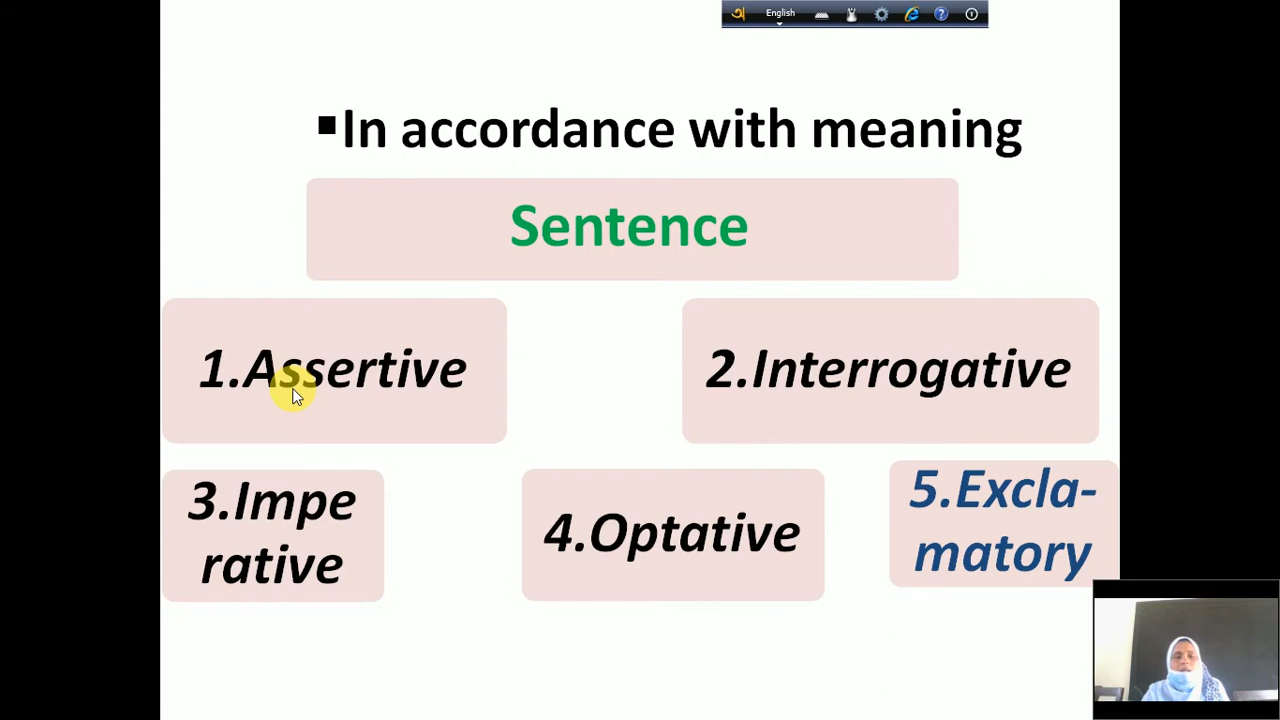 English
▪In accordance with meaning
Sentence
1.Assertive
2.Interrogative
3.Impe
rative
4.Optative
5.Excla-
matory